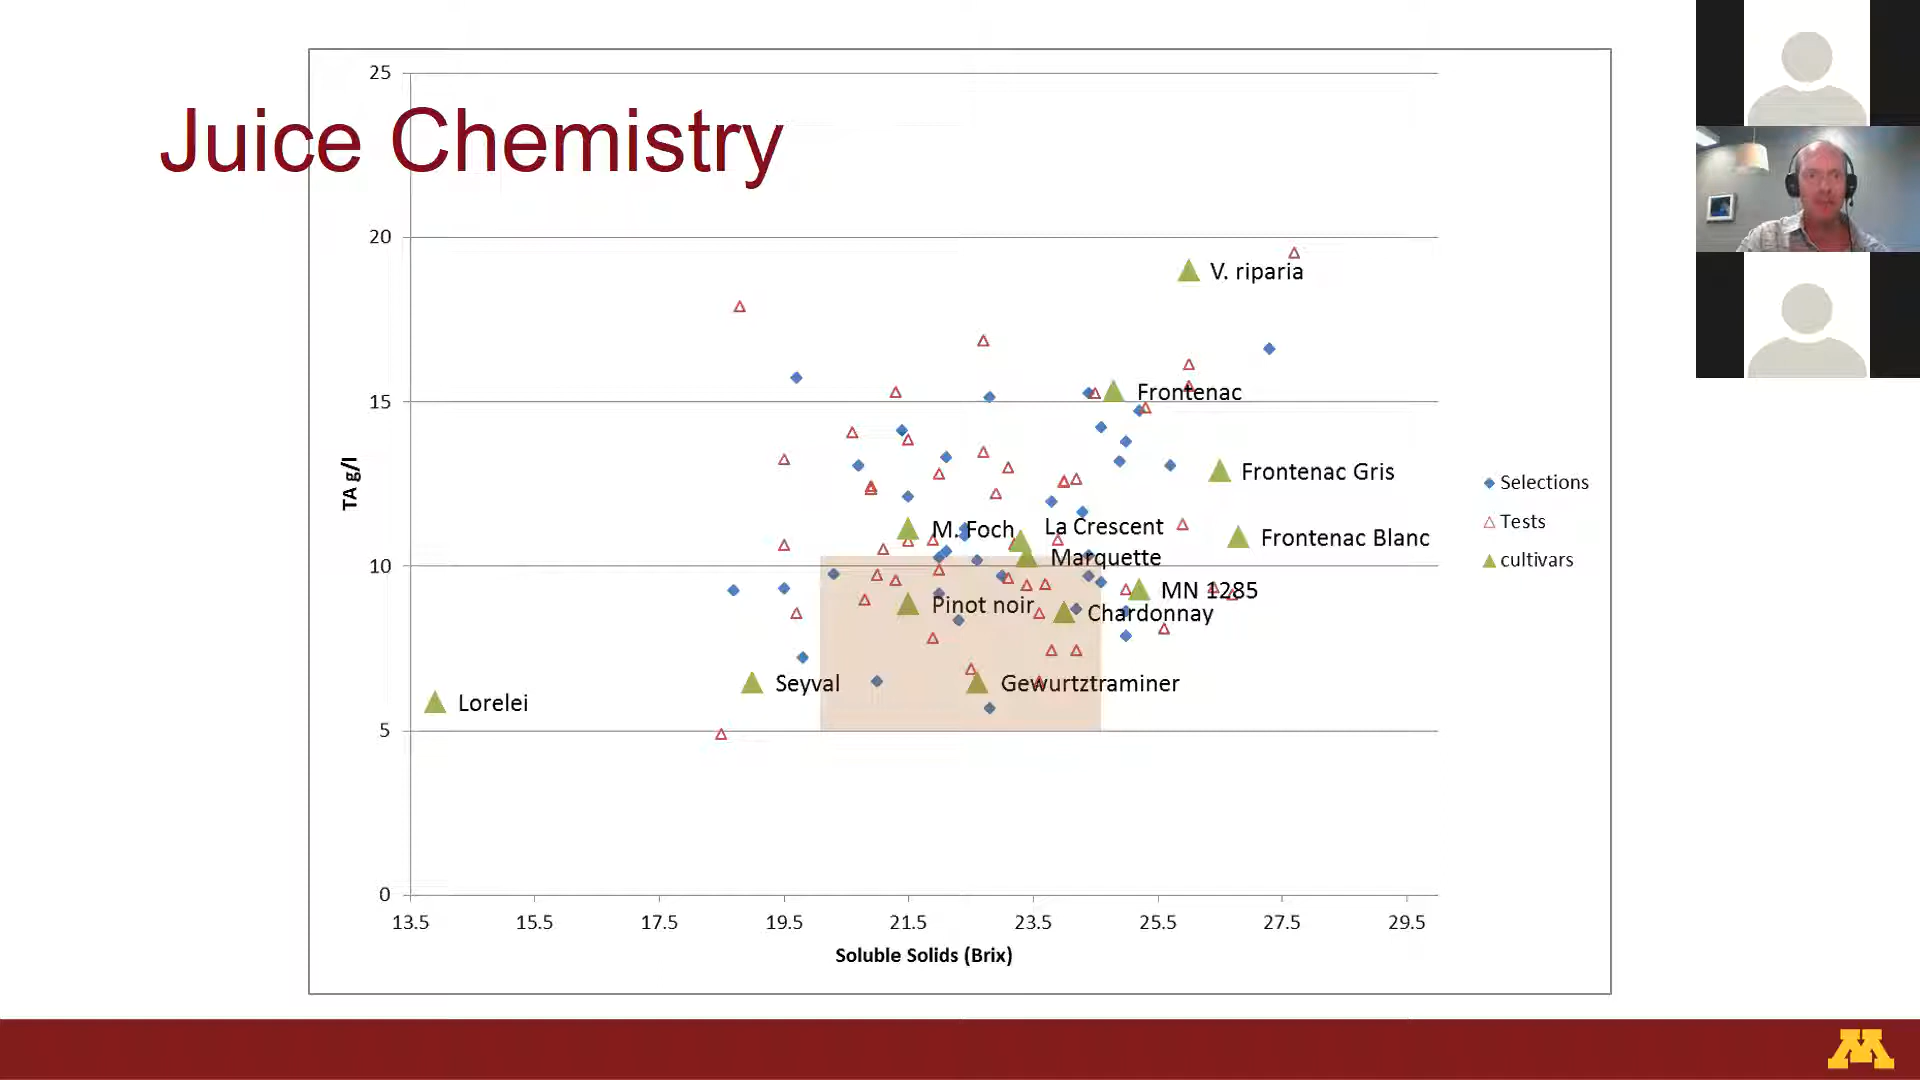 Juice Chemistry
25
20
15
10
5
0
TA g/l
V. riparia
Frontenac
Frontenac Gris
M. Foch
La Crescent
Frontenac Blanc
Marquette
MN 1285
Pinot noir
Chardonnay
Seyval
Gewurtztraminer
Lorelei
Selections
Tests
cultivars
13.5 15.5 17.5 19.5 21.5 23.5 25.5 27.5 29.5
Soluble Solids (Brix)
M